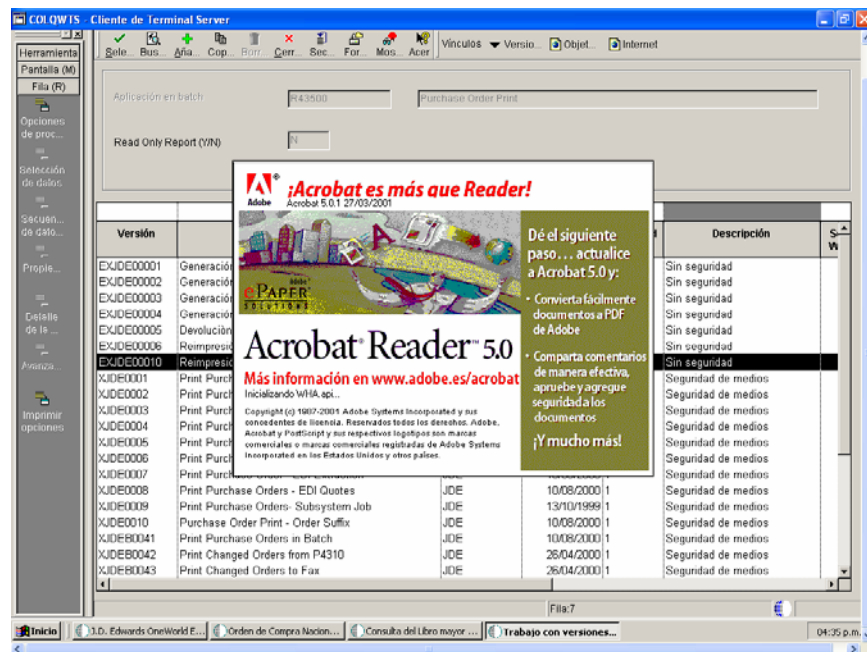 COLQWTS - Cliente de Terminal Server
Herramienta
Pantalla (M)
Fila (R)
Opciones
de proc...
Selección
de datos
Secuen...
de dato...
Propie...
Detalle
de la ...
Avanza...
Imprimir
opciones
Sele... Bus... Aña... Cop... Borr... Cerr... Sec... For... Mos... Acer
Vínculos Versio... Objet... Internet
Aplicación en batch R43500 Purchase Order Print
Read Only Report (Y/N) N
Versión Descripción
EXJDE00001 Generación Sin seguridad
EXJDE00002 Generación Sin seguridad
EXJDE00003 Generación Sin seguridad
EXJDE00004 Generación Sin seguridad
EXJDE00005 Devolución Sin seguridad
EXJDE00006 Reimpresió Sin seguridad
EXJDE00010 Reimpresió Sin seguridad
XJDE0001 Print Purch Seguridad de medios
XJDE0002 Print Purch Seguridad de medios
XJDE0003 Print Purch Seguridad de medios
XJDE0004 Print Purch Seguridad de medios
XJDE0005 Print Purch Seguridad de medios
XJDE0006 Print Purch Seguridad de medios
XJDE0007 Seguridad de medios
XJDE0008 Print Purchase Orders - EDI Quotes JDE 10/08/2000 1 Seguridad de medios
XJDE0009 Print Purchase Orders- Subsystem Job JDE 13/10/1999 1 Seguridad de medios
XJDE0010 Purchase Order Print - Order Suffix JDE 10/08/2000 1 Seguridad de medios
XJDEB0041 Print Purchase Orders in Batch JDE 10/08/2000 1 Seguridad de medios
XJDEB0042 Print Changed Orders from P4310 JDE 26/04/2000 1 Seguridad de medios
XJDEB0043 Print Changed Orders to Fax JDE 26/04/2000 1 Seguridad de medios
Adobe
¡Acrobat es más que Reader!
Acrobat 5.0.1 27/03/2001
Adobe
ePAPER
SOLUTIONS
Acrobat® Reader™ 5.0
Más información en www.adobe.es/acrobat
Inicializando WHA.api...
Copyright (c) 1987-2001 Adobe Systems Incorporated y sus
concedentes de licencia. Reservados todos los derechos. Adobe,
Acrobat y PostScript y sus respectivos logotipos son marcas
comerciales o marcas comerciales registradas de Adobe Systems
Incorporated en los Estados Unidos y otros países.
Dé el siguiente
paso... actualice
a Acrobat 5.0 y:
• Convierta fácilmente
documentos a PDF
de Adobe
• Comparta comentarios
de manera efectiva,
apruebe y agregue
seguridad a los
documentos
¡Y mucho más!
Fila:7
Inicio J.D. Edwards OneWorld E... Orden de Compra Nacion... Consulta del Libro mayor ... Trabajo con versiones... 04:35 p.m.